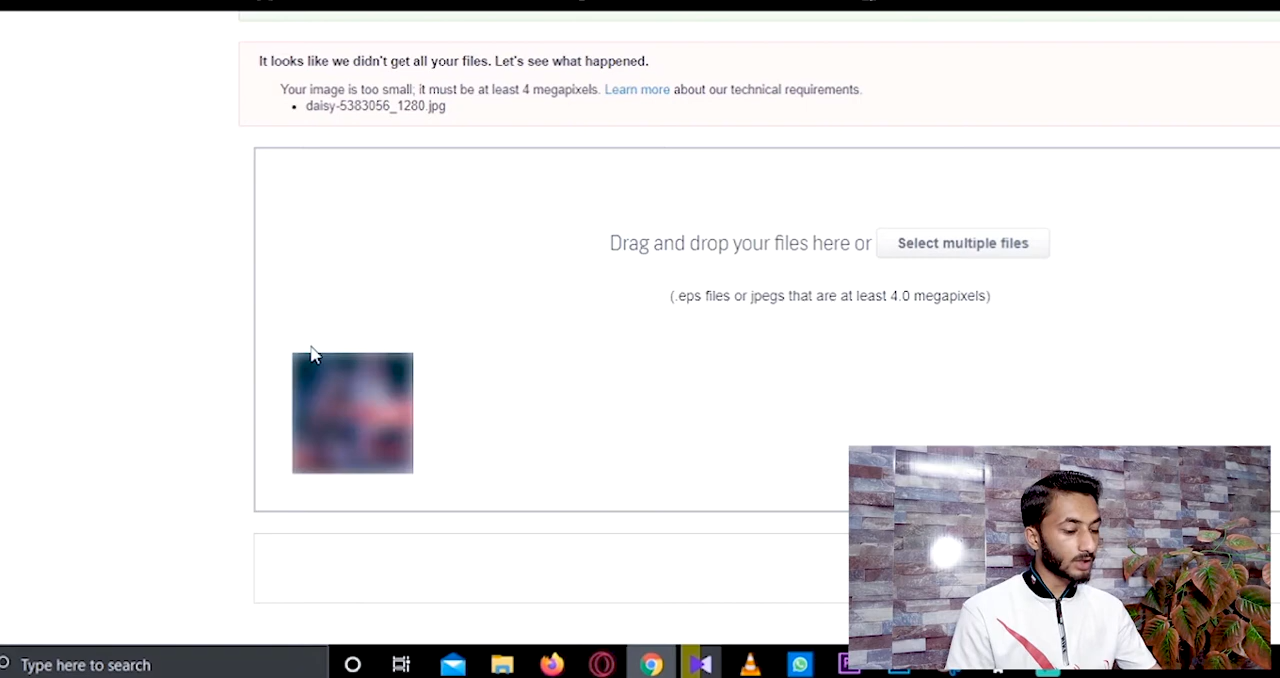 It looks like we didn't get all your files. Let's see what happened.
Your image is too small; it must be at least 4 megapixels. Learn more about our technical requirements.
• daisy-5383056_1280.jpg
Drag and drop your files here or Select multiple files
(.eps files or jpegs that are at least 4.0 megapixels)
Type here to search